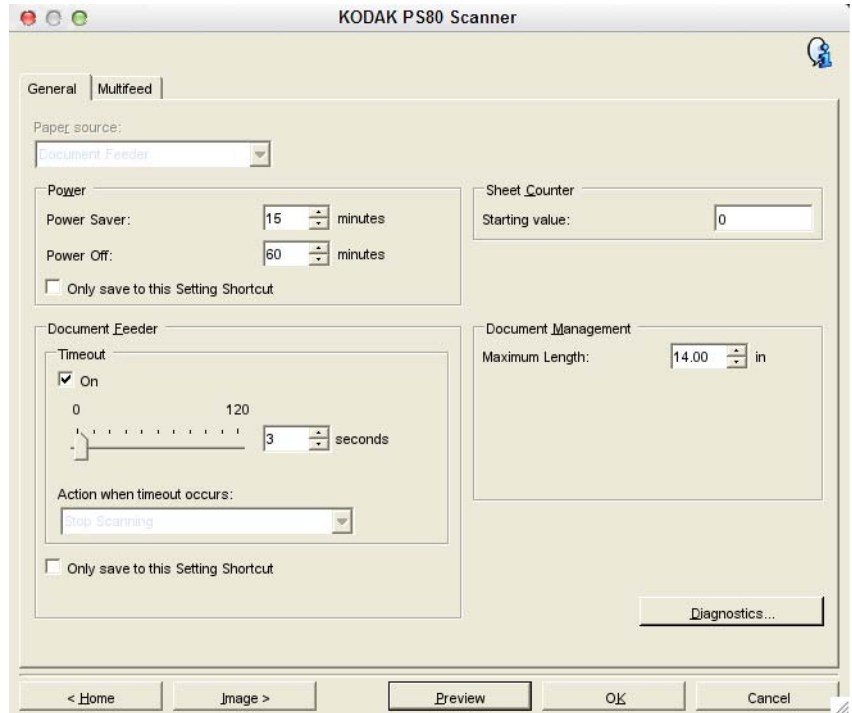 KODAK PS80 Scanner
General Multifeed
Paper source:
Document Feeder
Power
Power Saver: 15 minutes
Power Off: 60 minutes
Only save to this Setting Shortcut
Sheet Counter
Starting value: 0
Document Feeder
Timeout
On
0 120
3 seconds
Action when timeout occurs:
Stop Scanning
Only save to this Setting Shortcut
Document Management
Maximum Length: 14.00 in
Diagnostics...
< Home Image > Preview OK Cancel